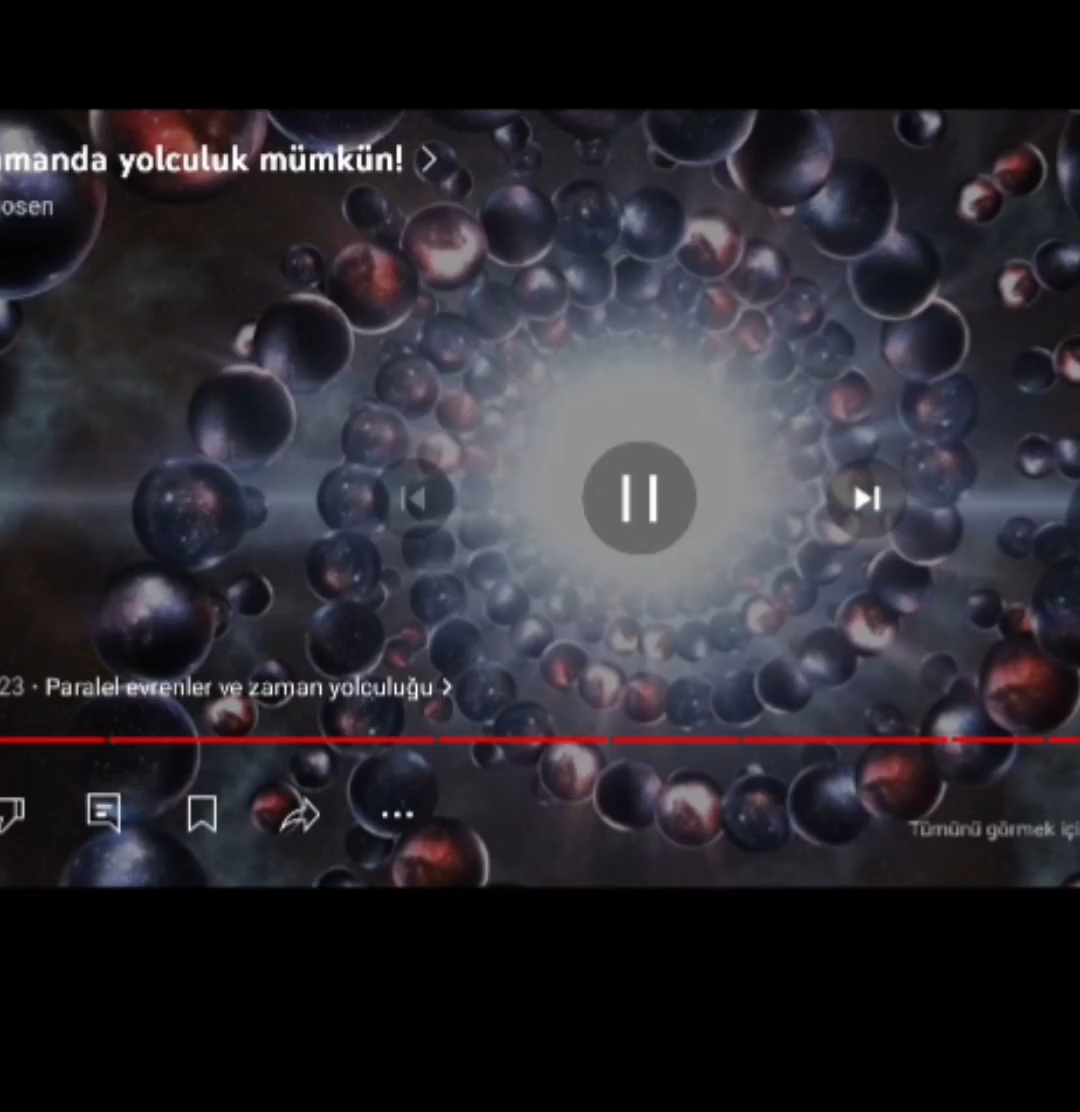 manda yolculuk mümkün!
osen
23 · Paralel evrenler ve zaman yolculuğu
Tümünü görmek içi